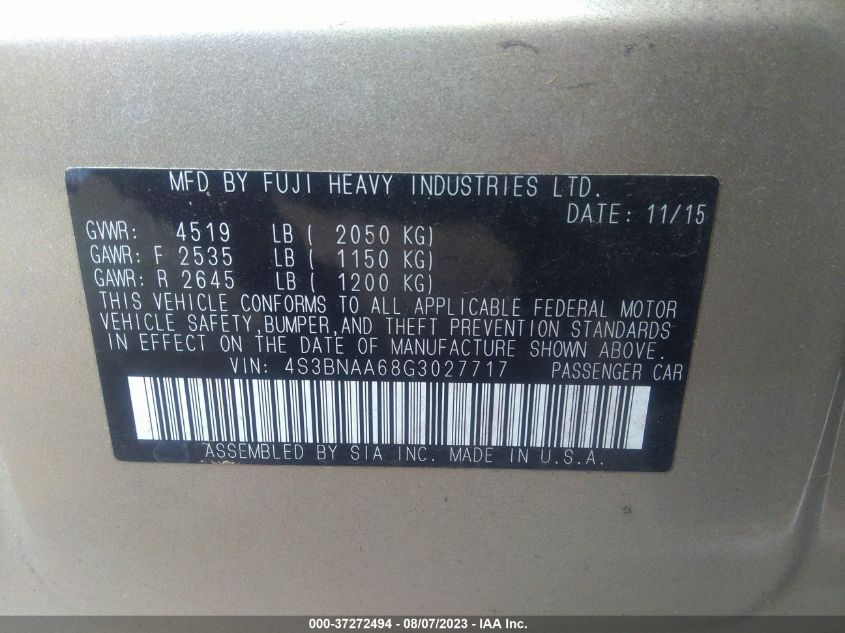 MFD BY FUJI HEAVY INDUSTRIES LTD.
DATE: 11/15
GVWR: 4519 LB ( 2050 KG)
GAWR: F 2535 LB ( 1150 KG)
GAWR: R 2645 LB ( 1200 KG)
THIS VEHICLE CONFORMS TO ALL APPLICABLE FEDERAL MOTOR
VEHICLE SAFETY,BUMPER,AND THEFT PREVENTION STANDARDS
IN EFFECT ON THE DATE OF MANUFACTURE SHOWN ABOVE.
VIN: 4S3BNAA68G3027717 PASSENGER CAR
ASSEMBLED BY SIA INC. MADE IN U.S.A.
000-37272494 - 08/07/2023 - IAA Inc.